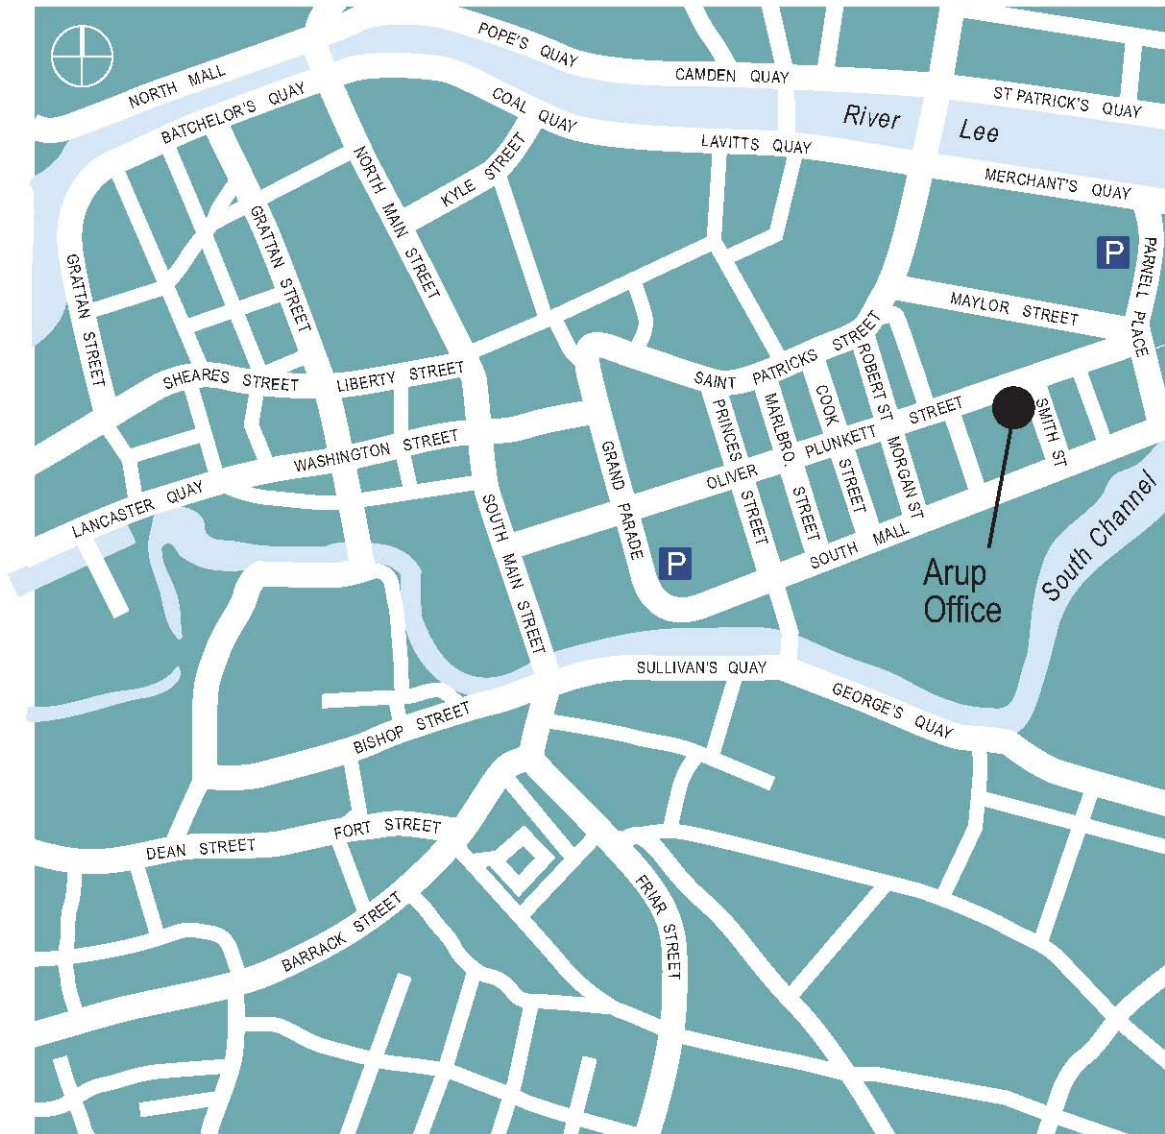 POPE'S QUAY
NORTH MALL
CAMDEN QUAY
ST PATRICK'S QUAY
BATCHELOR'S QUAY
COAL QUAY
River Lee
LAVITTS QUAY
MERCHANT'S QUAY
KYLE STREET
NORTH MAIN STREET
GRATTAN STREET
GRATTAN STREET
P
PARNELL PLACE
MAYLOR STREET
SHEARES STREET
LIBERTY STREET
SAINT PATRICKS STREET
ROBERT ST
COOK STREET
MARLBRO. STREET
PRINCES STREET
OLIVER PLUNKETT STREET
SMITH ST
MORGAN ST
WASHINGTON STREET
LANCASTER QUAY
GRAND PARADE
SOUTH MAIN STREET
SOUTH MALL
P
Arup
Office
South Channel
SULLIVAN'S QUAY
GEORGE'S QUAY
BISHOP STREET
FORT STREET
DEAN STREET
BARRACK STREET
FRIAR STREET